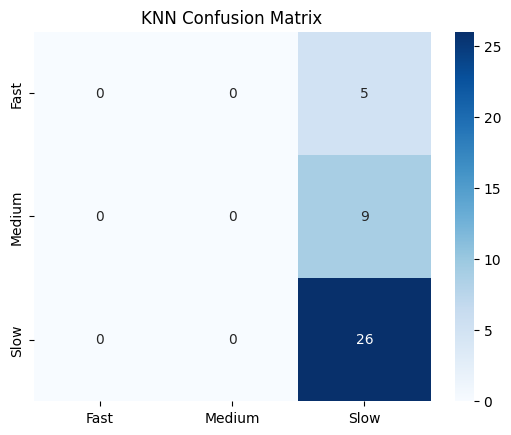 KNN Confusion Matrix
Fast 0 0 5
Medium 0 0 9
Slow 0 0 26
Fast Medium Slow
25
20
15
10
5
0